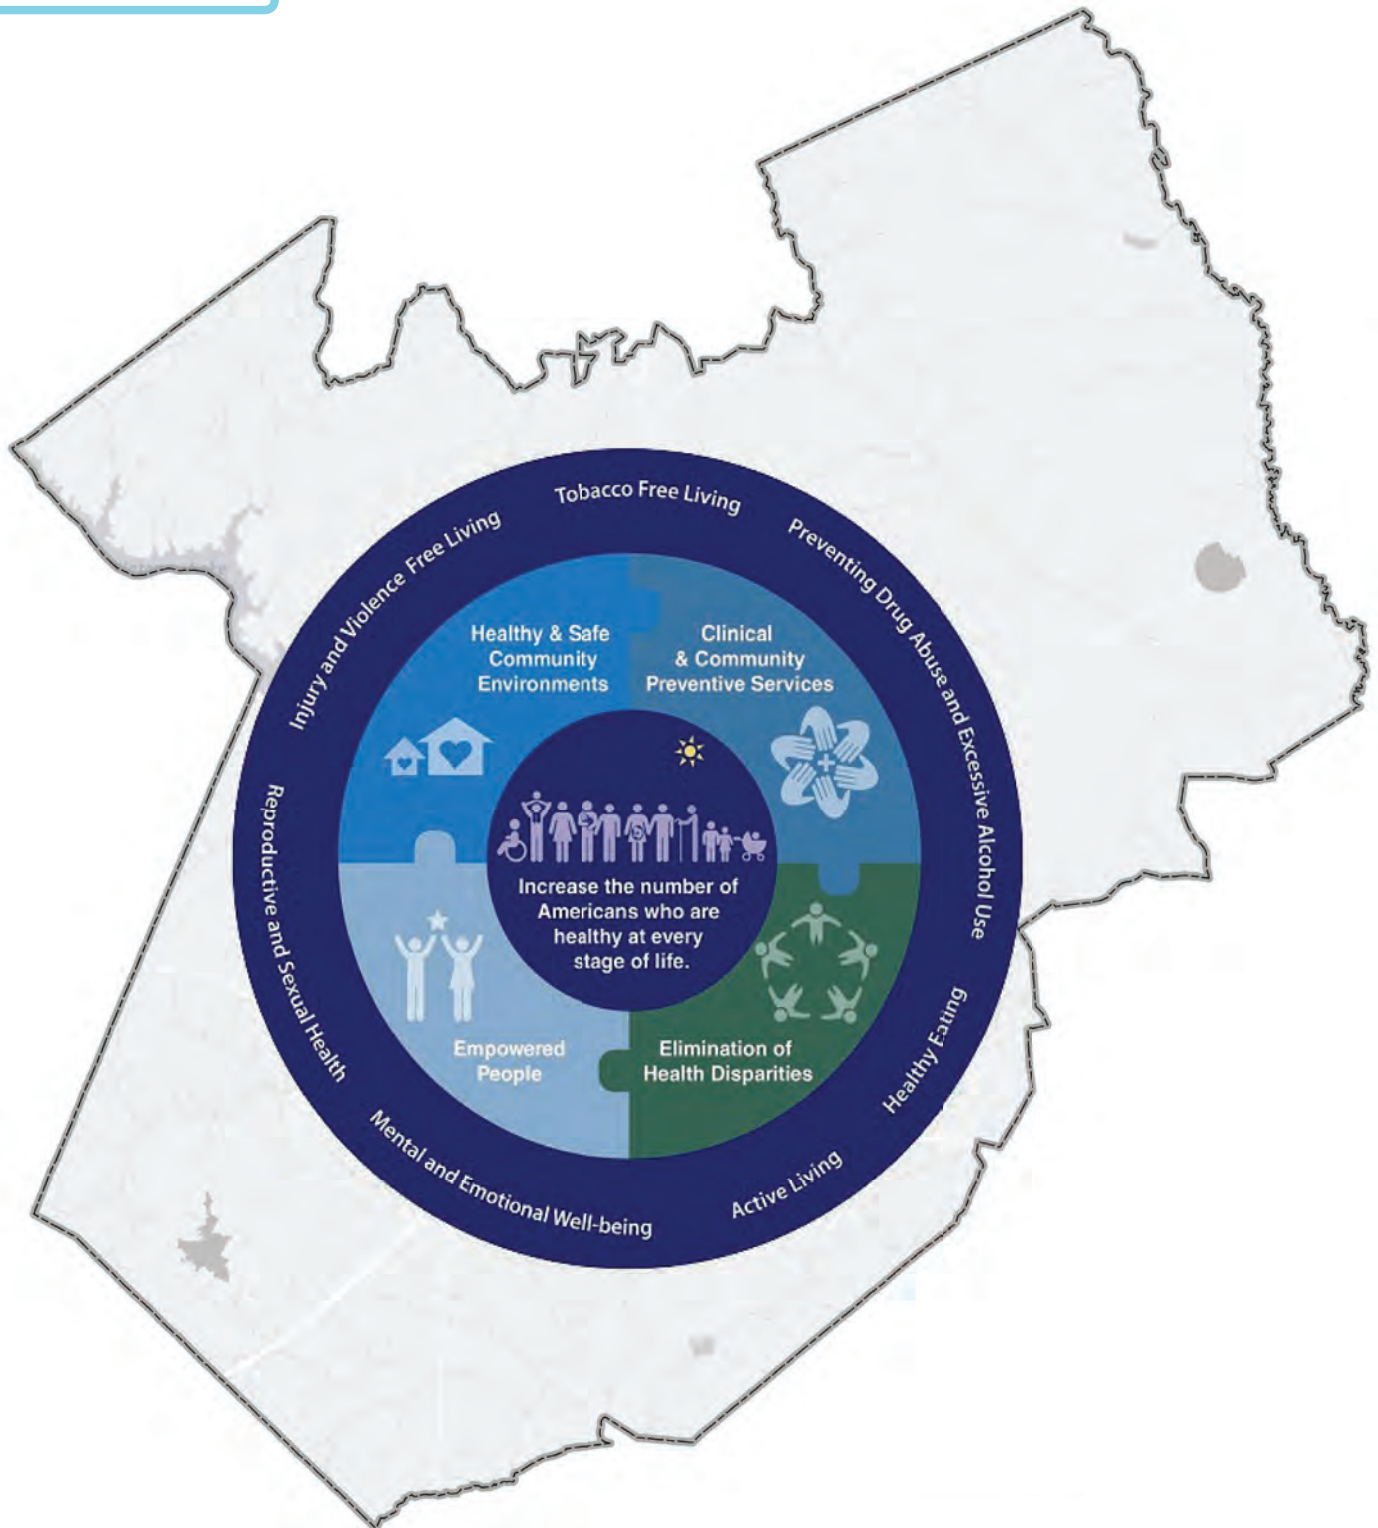 Tobacco Free Living
Preventing Drug Abuse and Excessive Alcohol Use
Healthy Eating
Active Living
Mental and Emotional Well-being
Reproductive and Sexual Health
Injury and Violence Free Living
Healthy & Safe
Community
Environments
Clinical
& Community
Preventive Services
Increase the number of
Americans who are
healthy at every
stage of life.
Empowered
People
Elimination of
Health Disparities